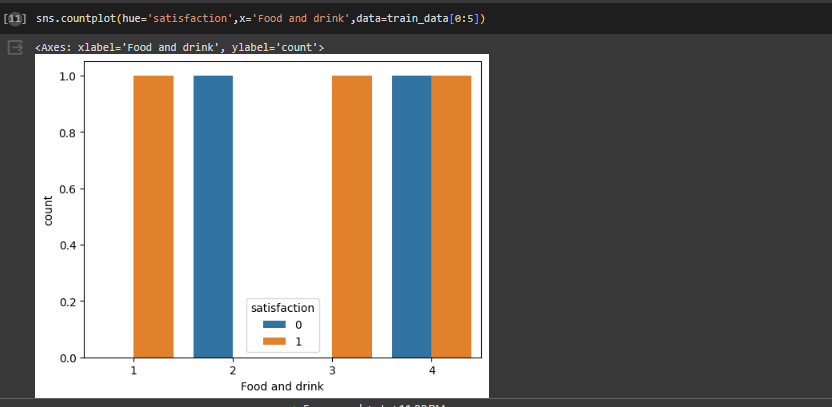 [11] sns.countplot(hue='satisfaction',x='Food and drink',data=train_data[0:5])
<Axes: xlabel='Food and drink', ylabel='count'>
1.0
0.8
0.6
0.4
0.2
0.0
count
satisfaction
0
1
1 2 3 4
Food and drink